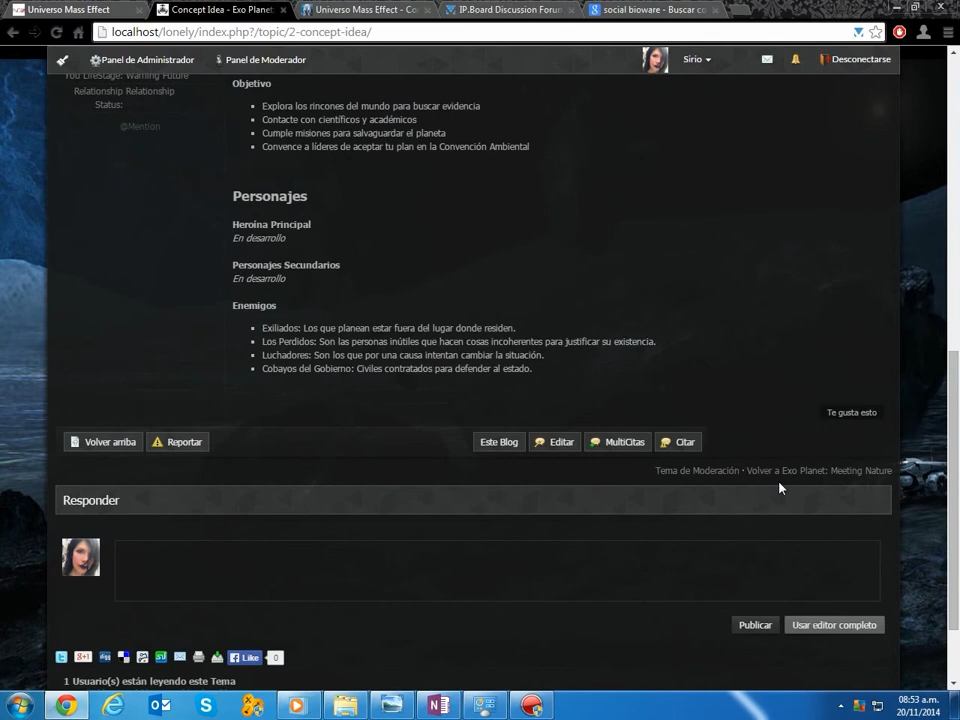 Universo Mass Effect
Concept Idea - Exo Planet
Universo Mass Effect - Co
IP.Board Discussion Forum
social bioware - Buscar co
localhost/lonely/index.php?/topic/2-concept-idea/
Panel de Administrador
Panel de Moderador
Sirio
Desconectarse
You LifeStage: Warning Future
Relationship Relationship
Status:
@Mention
Objetivo
Explora los rincones del mundo para buscar evidencia
Contacte con científicos y académicos
Cumple misiones para salvaguardar el planeta
Convence a líderes de aceptar tu plan en la Convención Ambiental
Personajes
Heroína Principal
En desarrollo
Personajes Secundarios
En desarrollo
Enemigos
Exiliados: Los que planean estar fuera del lugar donde residen.
Los Perdidos: Son las personas inútiles que hacen cosas incoherentes para justificar su existencia.
Luchadores: Son los que por una causa intentan cambiar la situación.
Cobayos del Gobierno: Civiles contratados para defender al estado.
Te gusta esto
Volver arriba
Reportar
Este Blog
Editar
MultiCitas
Citar
Tema de Moderación · Volver a Exo Planet: Meeting Nature
Responder
Publicar
Usar editor completo
Like
0
1 Usuario(s) están leyendo este Tema
08:53 a.m.
20/11/2014